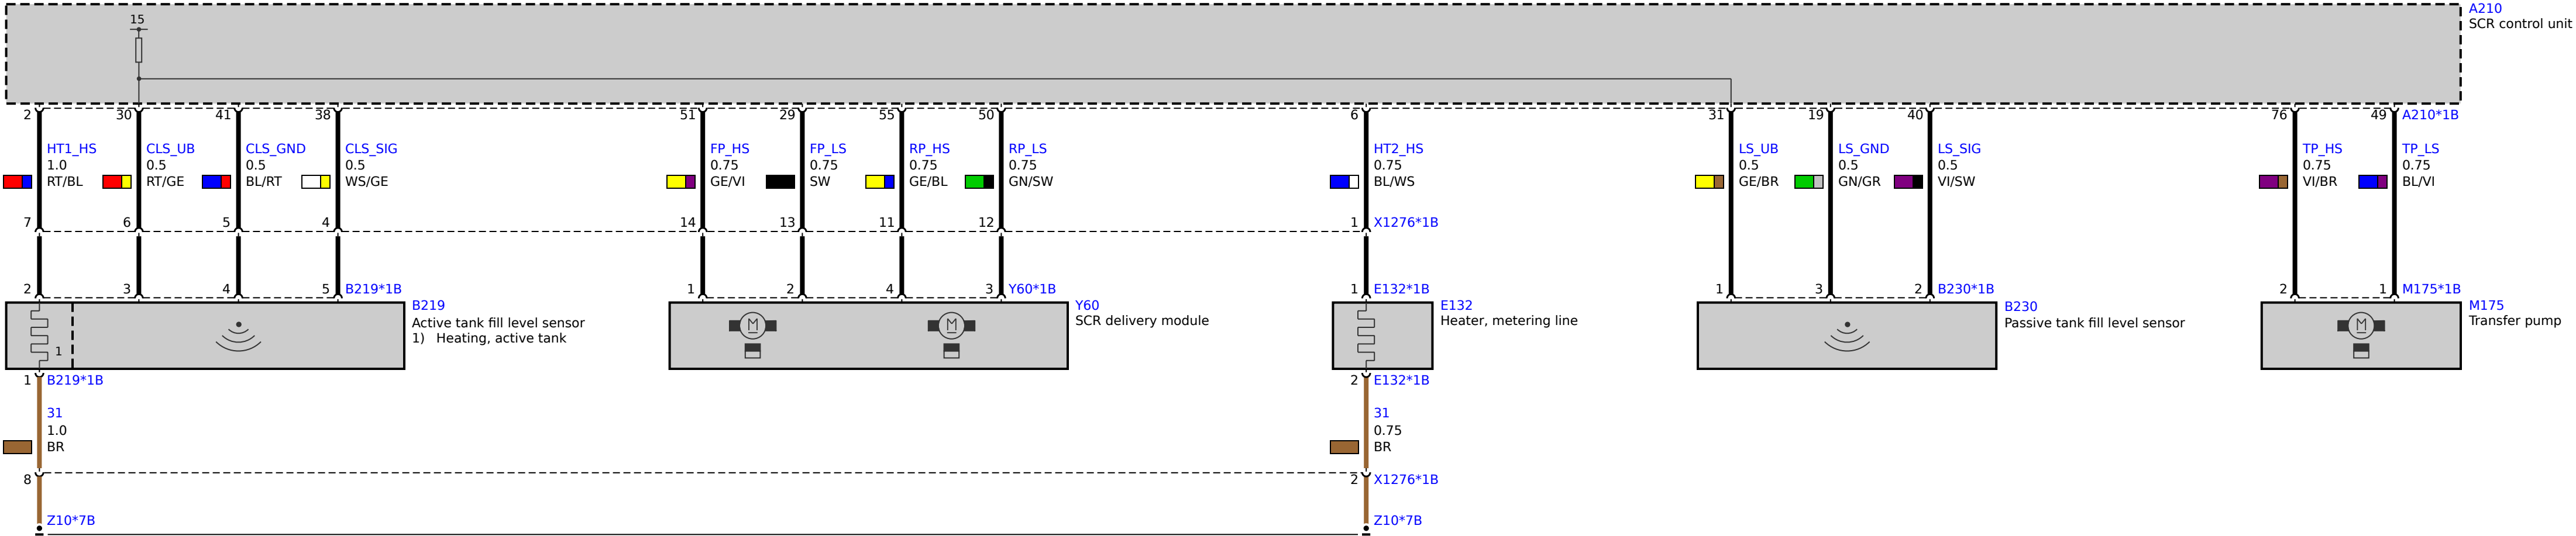 15
A210
SCR control unit
2 30 41 38 51 29 55 50 6 31 19 40 76 49 A210*1B
HT1_HS CLS_UB CLS_GND CLS_SIG FP_HS FP_LS RP_HS RP_LS HT2_HS LS_UB LS_GND LS_SIG TP_HS TP_LS
1.0 0.5 0.5 0.5 0.75 0.75 0.75 0.75 0.75 0.5 0.5 0.5 0.75 0.75
RT/BL RT/GE BL/RT WS/GE GE/VI SW GE/BL GN/SW BL/WS GE/BR GN/GR VI/SW VI/BR BL/VI
7 6 5 4 14 13 11 12 1 X1276*1B
2 3 4 5 B219*1B 1 2 4 3 Y60*1B 1 E132*1B 1 3 2 B230*1B 2 1 M175*1B
B219
Active tank fill level sensor
1) Heating, active tank
1
Y60
SCR delivery module
M M
E132
Heater, metering line
B230
Passive tank fill level sensor
M175
Transfer pump
M
1 B219*1B 2 E132*1B
31 31
1.0 0.75
BR BR
8 2 X1276*1B
Z10*7B Z10*7B